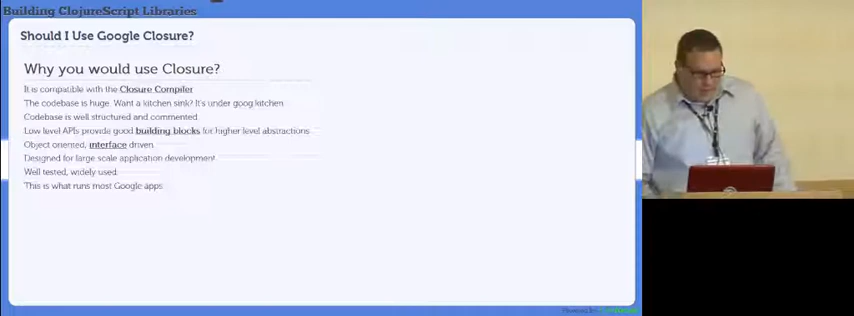 Building ClojureScript Libraries
Should I Use Google Closure?
Why you would use Closure?
It is compatible with the Closure Compiler
The codebase is huge. Want a kitchen sink? It's under goog.kitchen
Codebase is well structured and commented
Low level APIs provide good building blocks for higher level abstractions
Object oriented, interface driven
Designed for large scale application development
Well tested, widely used
This is what runs most Google apps